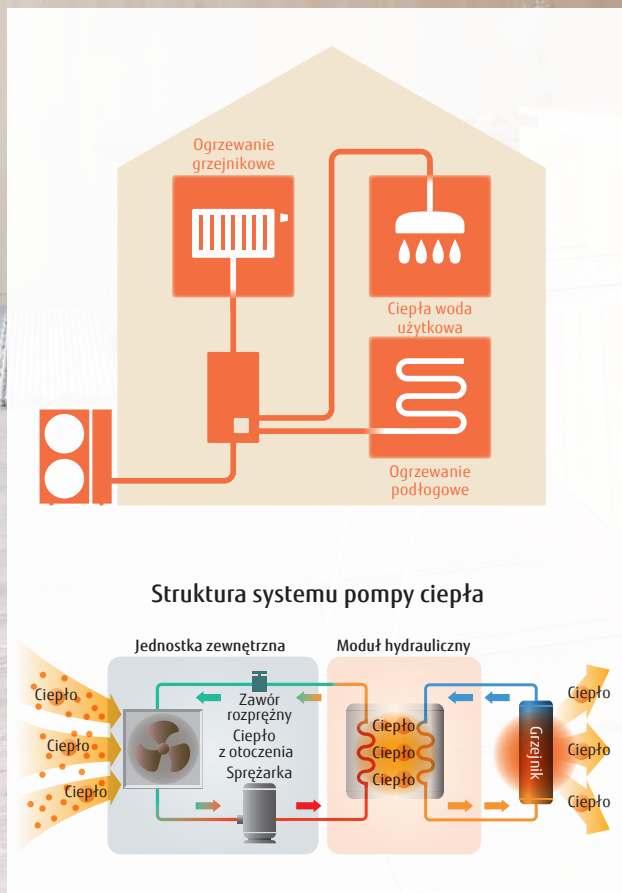 Ogrzewanie
grzejnikowe
Ciepła woda
użytkowa
Ogrzewanie
podłogowe
Struktura systemu pompy ciepła
Jednostka zewnętrzna
Moduł hydrauliczny
Ciepło
Ciepło
Ciepło
Zawór
rozprężny
Ciepło
z otoczenia
Sprężarka
Ciepło
Ciepło
Ciepło
Grzejnik
Ciepło
Ciepło
Ciepło